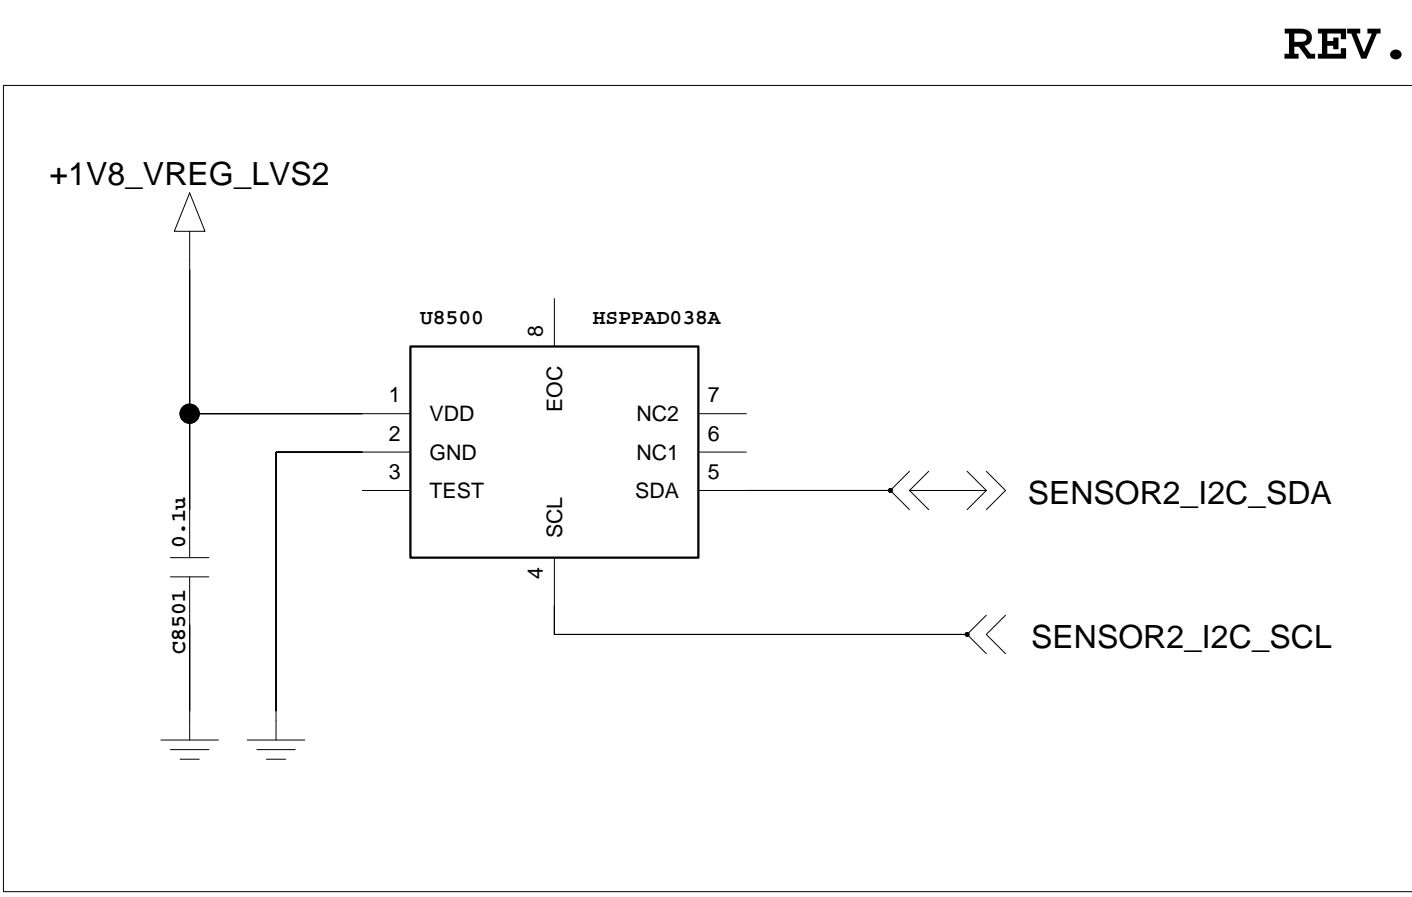 REV.
+1V8_VREG_LVS2
U8500
HSPPAD038A
8
EOC
1
VDD
2
GND
3
TEST
7
NC2
6
NC1
5
SDA
SCL
4
SENSOR2_I2C_SDA
SENSOR2_I2C_SCL
0.1u
C8501